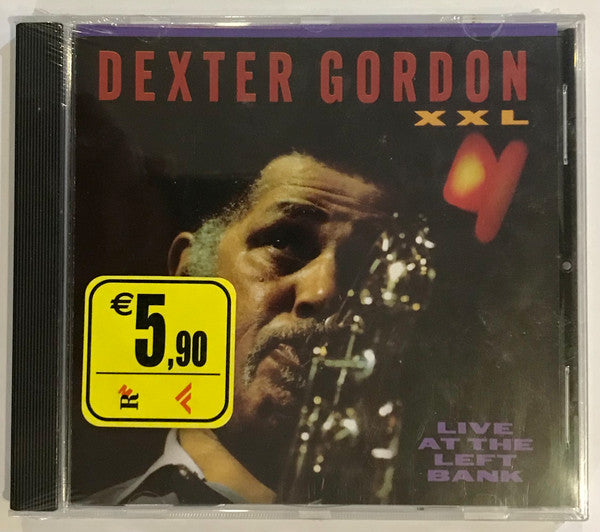 DEXTER GORDON
XXL
€5,90
R
LIVE
AT THE
LEFT
BANK